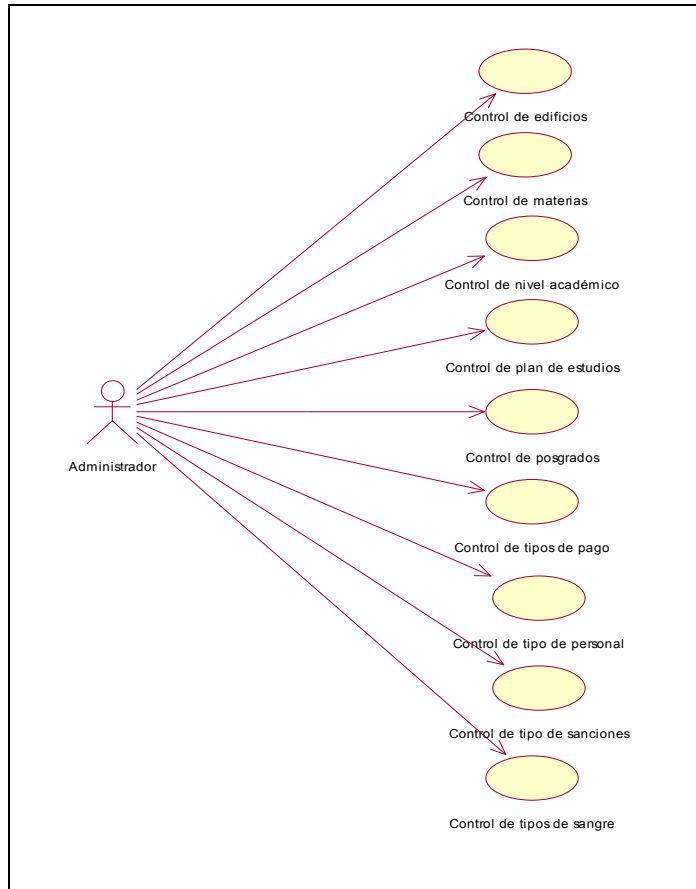 Control de edificios
Control de materias
Control de nivel académico
Control de plan de estudios
Administrador
Control de posgrados
Control de tipos de pago
Control de tipo de personal
Control de tipo de sanciones
Control de tipos de sangre